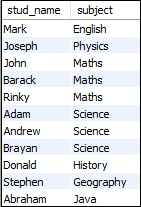 stud_name subject
Mark English
Joseph Physics
John Maths
Barack Maths
Rinky Maths
Adam Science
Andrew Science
Brayan Science
Donald History
Stephen Geography
Abraham Java